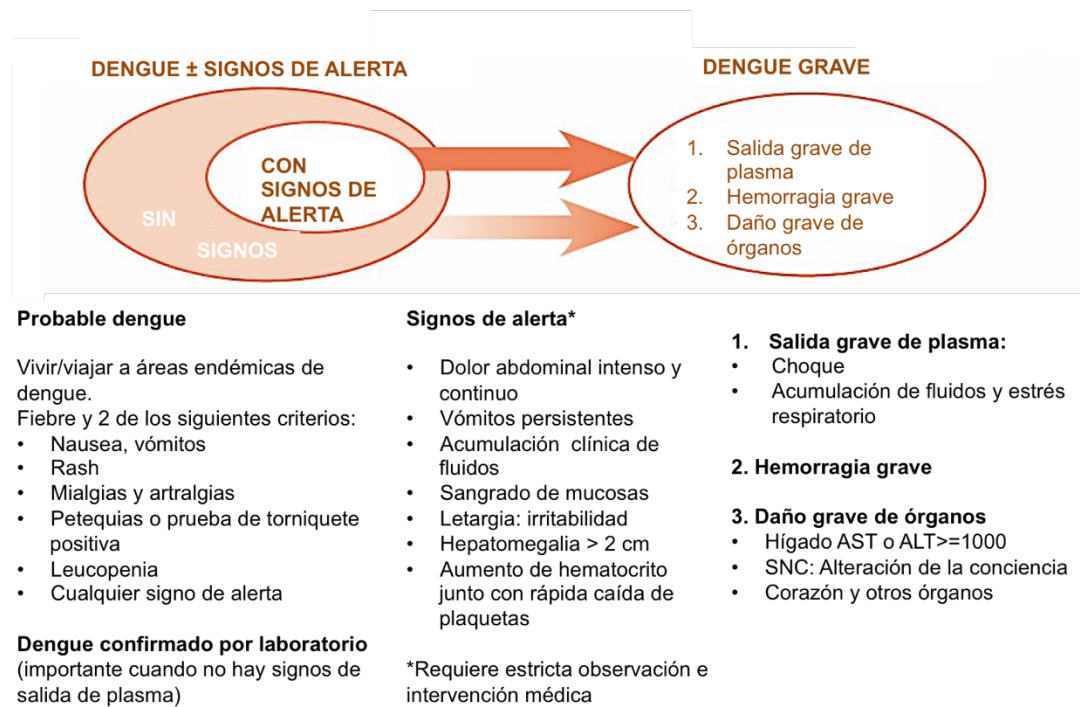 DENGUE ± SIGNOS DE ALERTA
CON
SIGNOS DE
ALERTA
SIN
SIGNOS
DENGUE GRAVE
1. Salida grave de
plasma
2. Hemorragia grave
3. Daño grave de
órganos
Probable dengue
Vivir/viajar a áreas endémicas de
dengue.
Fiebre y 2 de los siguientes criterios:
• Nausea, vómitos
• Rash
• Mialgias y artralgias
• Petequias o prueba de torniquete
positiva
• Leucopenia
• Cualquier signo de alerta
Dengue confirmado por laboratorio
(importante cuando no hay signos de
salida de plasma)
Signos de alerta*
• Dolor abdominal intenso y
continuo
• Vómitos persistentes
• Acumulación clínica de
fluidos
• Sangrado de mucosas
• Letargia: irritabilidad
• Hepatomegalia > 2 cm
• Aumento de hematocrito
junto con rápida caída de
plaquetas
*Requiere estricta observación e
intervención médica
1. Salida grave de plasma:
• Choque
• Acumulación de fluidos y estrés
respiratorio
2. Hemorragia grave
3. Daño grave de órganos
• Hígado AST o ALT>=1000
• SNC: Alteración de la conciencia
• Corazón y otros órganos